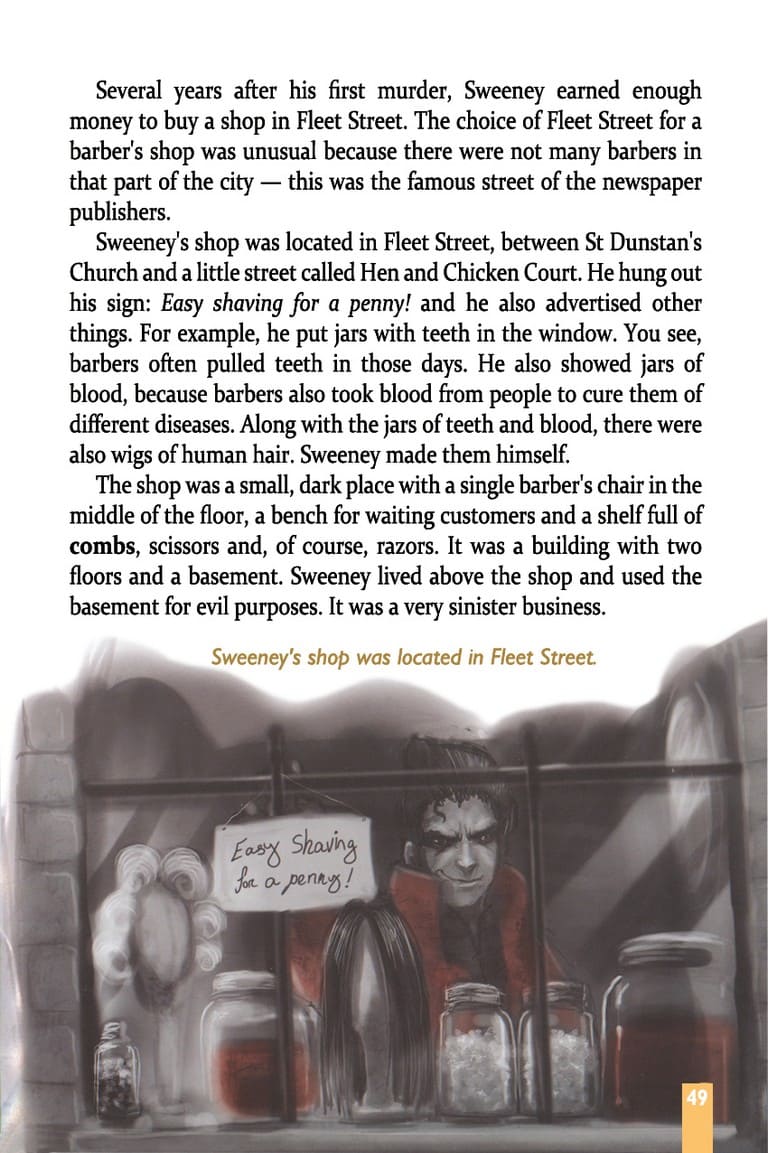 Several years after his first murder, Sweeney earned enough
money to buy a shop in Fleet Street. The choice of Fleet Street for a
barber's shop was unusual because there were not many barbers in
that part of the city — this was the famous street of the newspaper
publishers.
Sweeney's shop was located in Fleet Street, between St Dunstan's
Church and a little street called Hen and Chicken Court. He hung out
his sign: Easy shaving for a penny! and he also advertised other
things. For example, he put jars with teeth in the window. You see,
barbers often pulled teeth in those days. He also showed jars of
blood, because barbers also took blood from people to cure them of
different diseases. Along with the jars of teeth and blood, there were
also wigs of human hair. Sweeney made them himself.
The shop was a small, dark place with a single barber's chair in the
middle of the floor, a bench for waiting customers and a shelf full of
combs, scissors and, of course, razors. It was a building with two
floors and a basement. Sweeney lived above the shop and used the
basement for evil purposes. It was a very sinister business.
Sweeney's shop was located in Fleet Street.
Easy Shaving
for a penny!
49